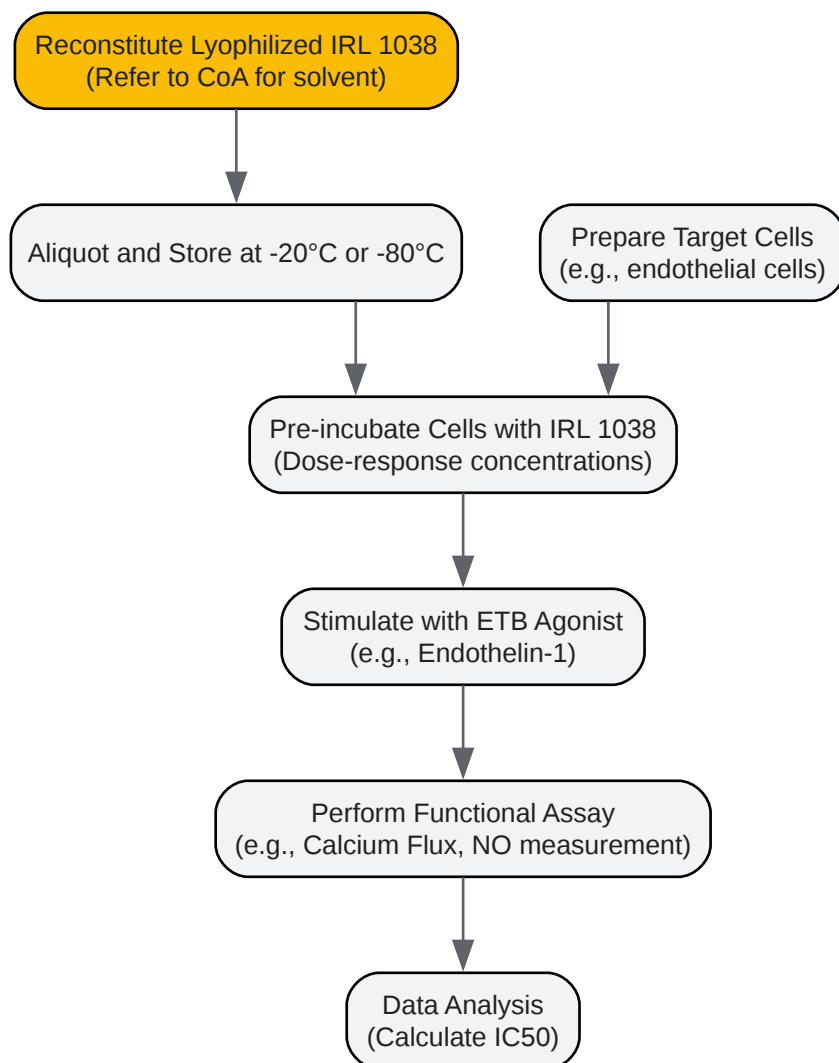 Reconstitute Lyophilized IRL 1038
(Refer to CoA for solvent)
Aliquot and Store at -20°C or -80°C
Prepare Target Cells
(e.g., endothelial cells)
Pre-incubate Cells with IRL 1038
(Dose-response concentrations)
Stimulate with ETB Agonist
(e.g., Endothelin-1)
Perform Functional Assay
(e.g., Calcium Flux, NO measurement)
Data Analysis
(Calculate IC50)